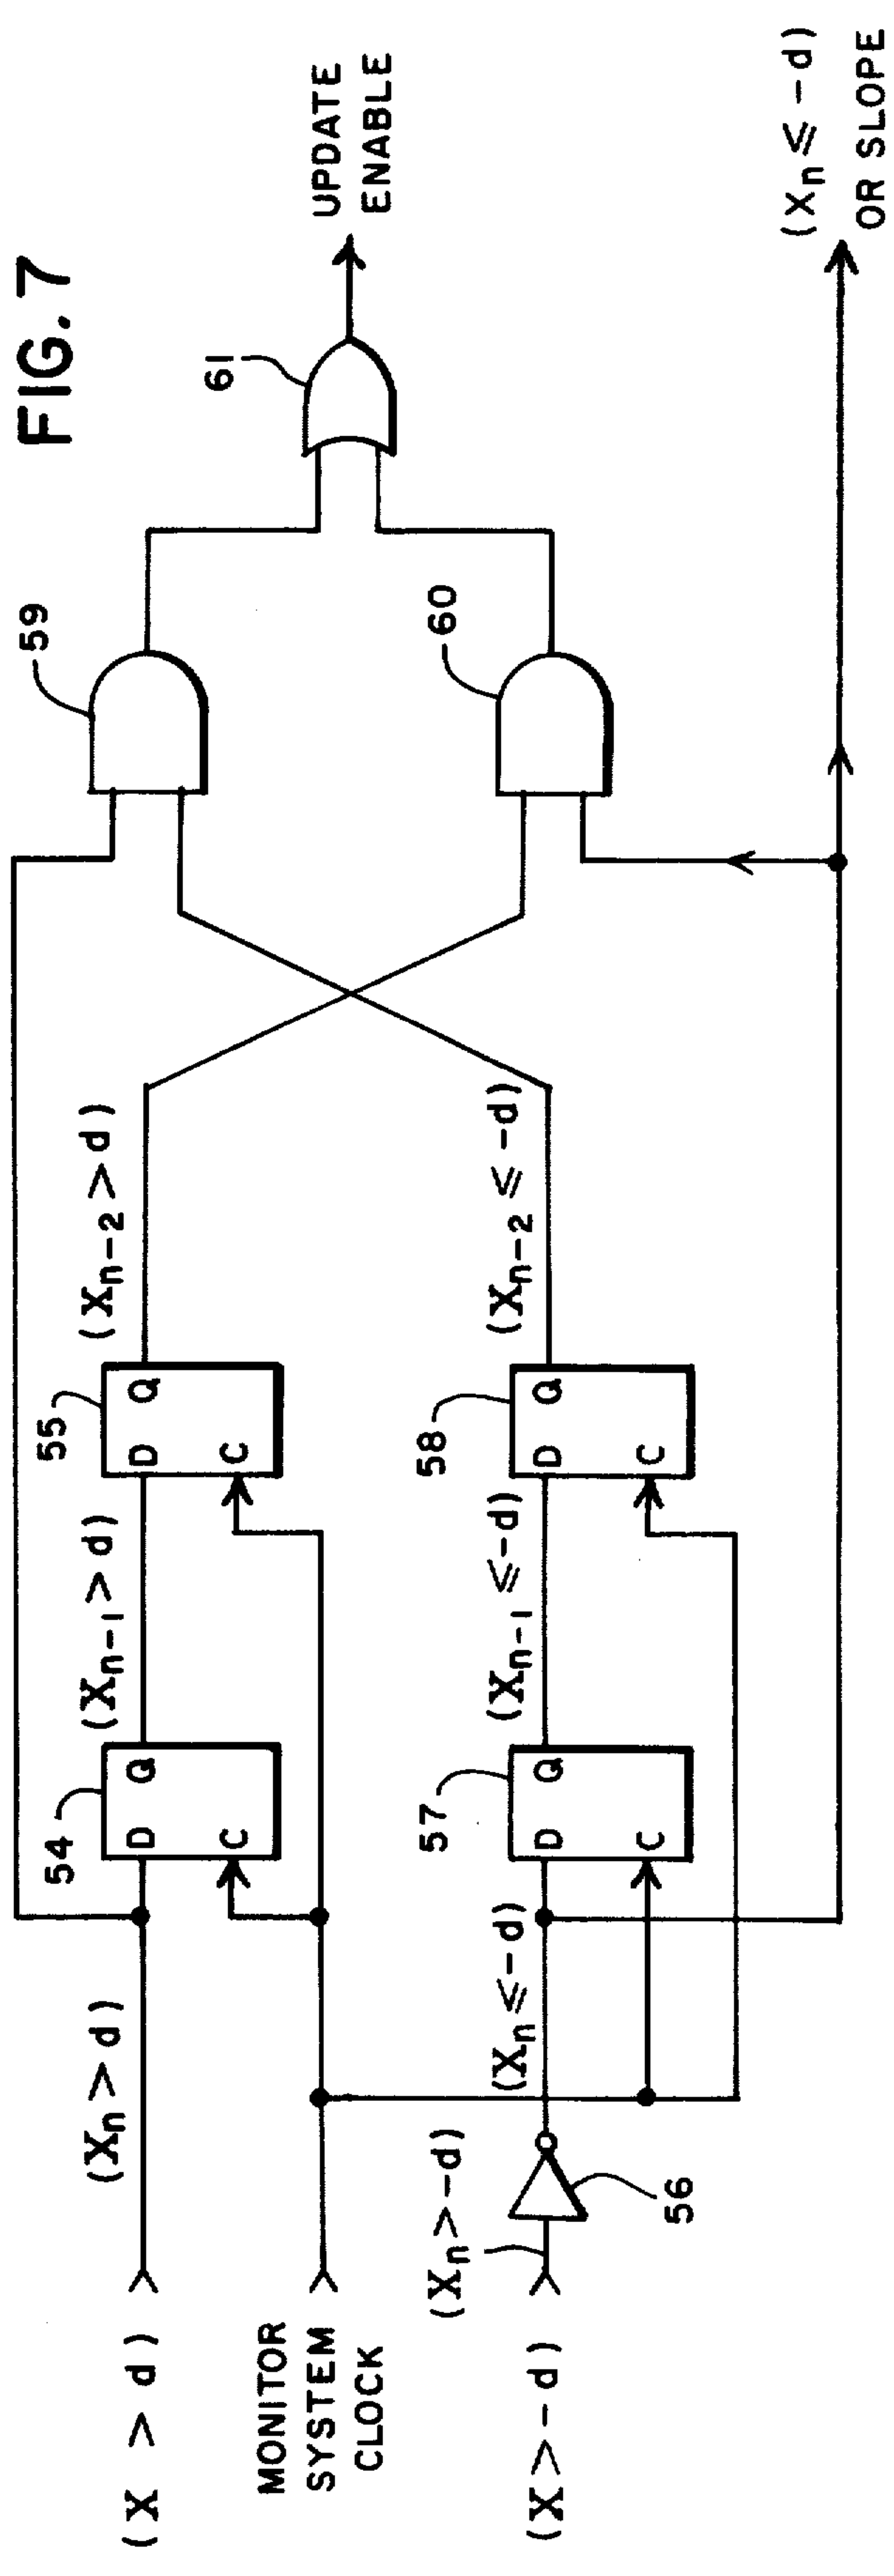 FIG. 7
(X > d)
(Xn > d)
54
D Q
C
(Xn-1 > d)
55
D Q
C
(Xn-2 > d)
59
61
UPDATE
ENABLE
MONITOR
SYSTEM
CLOCK
(X > -d)
(Xn > -d)
56
(Xn ⩽ -d)
57
D Q
C
(Xn-1 ⩽ -d)
58
D Q
C
(Xn-2 ⩽ -d)
60
(Xn ⩽ -d)
OR SLOPE